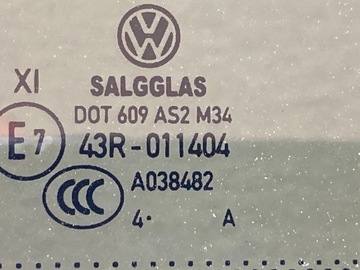 XI
SALGGLAS
DOT 609 AS2 M34
E7 43R-011404
CCC A038482
4· A